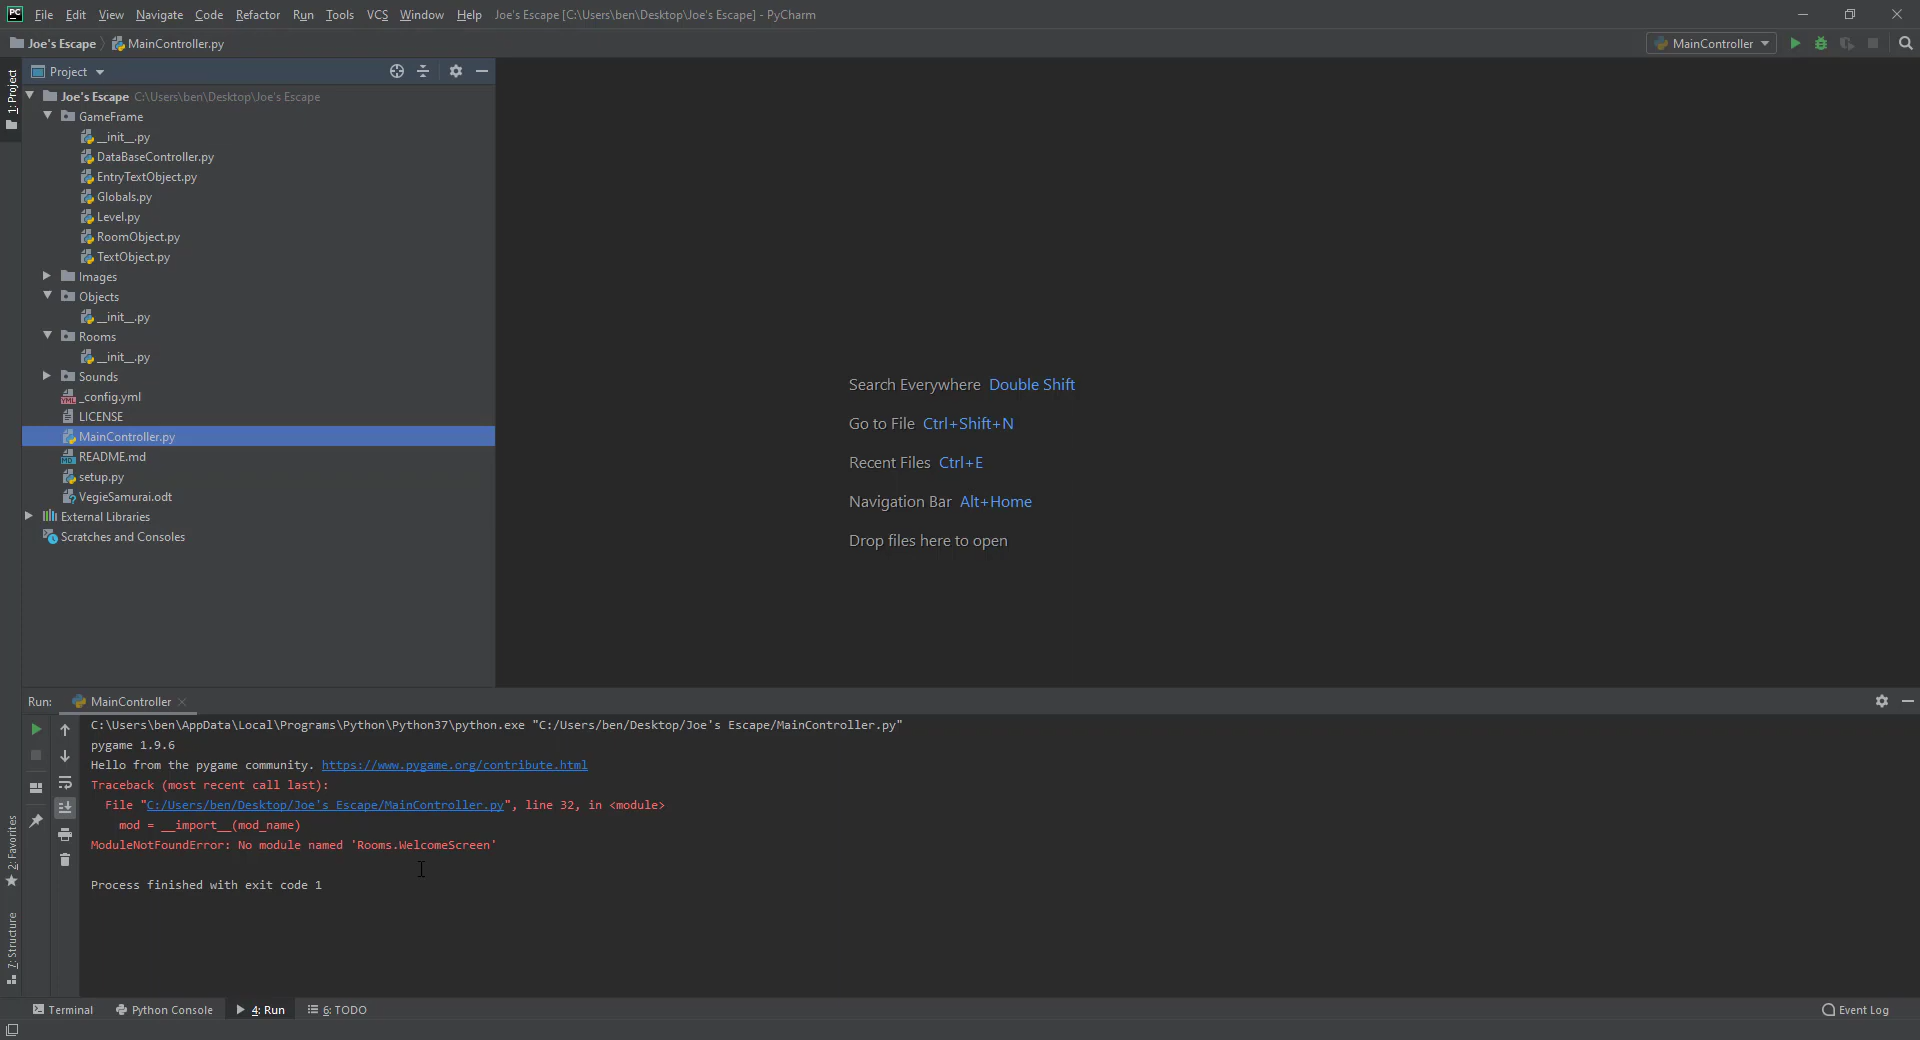 PC File Edit View Navigate Code Refactor Run Tools VCS Window Help Joe's Escape [C:\Users\ben\Desktop\Joe's Escape] - PyCharm
Joe's Escape MainController.py MainController
Project
1: Project
Joe's Escape C:\Users\ben\Desktop\Joe's Escape
GameFrame
__init__.py
DataBaseController.py
EntryTextObject.py
Globals.py
Level.py
RoomObject.py
TextObject.py
Images
Objects
__init__.py
Rooms
__init__.py
Sounds
_config.yml
LICENSE
MainController.py
README.md
setup.py
VegieSamurai.odt
External Libraries
Scratches and Consoles
Search Everywhere Double Shift
Go to File Ctrl+Shift+N
Recent Files Ctrl+E
Navigation Bar Alt+Home
Drop files here to open
Run: MainController
C:\Users\ben\AppData\Local\Programs\Python\Python37\python.exe "C:/Users/ben/Desktop/Joe's Escape/MainController.py"
pygame 1.9.6
Hello from the pygame community. https://www.pygame.org/contribute.html
Traceback (most recent call last):
File "C:/Users/ben/Desktop/Joe's Escape/MainController.py", line 32, in <module>
mod = __import__(mod_name)
ModuleNotFoundError: No module named 'Rooms.WelcomeScreen'
Process finished with exit code 1
2: Favorites
7: Structure
Terminal Python Console 4: Run 6: TODO Event Log